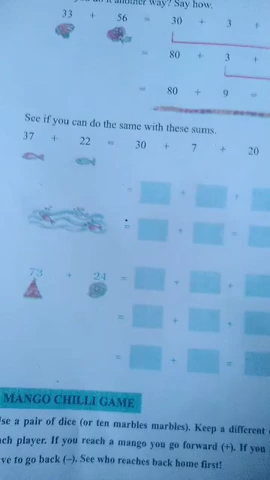 it another way? Say how.
33 + 56 = 30 + 3 +
= 80 + 3 +
= 80 + 9 =
See if you can do the same with these sums.
37 + 22 = 30 + 7 + 20
= + +
= + =
73 + 24 = + +
= + +
= + =
MANGO CHILLI GAME
se a pair of dice (or ten marbles marbles). Keep a different
ach player. If you reach a mango you go forward (+). If you
ve to go back (–). See who reaches back home first!